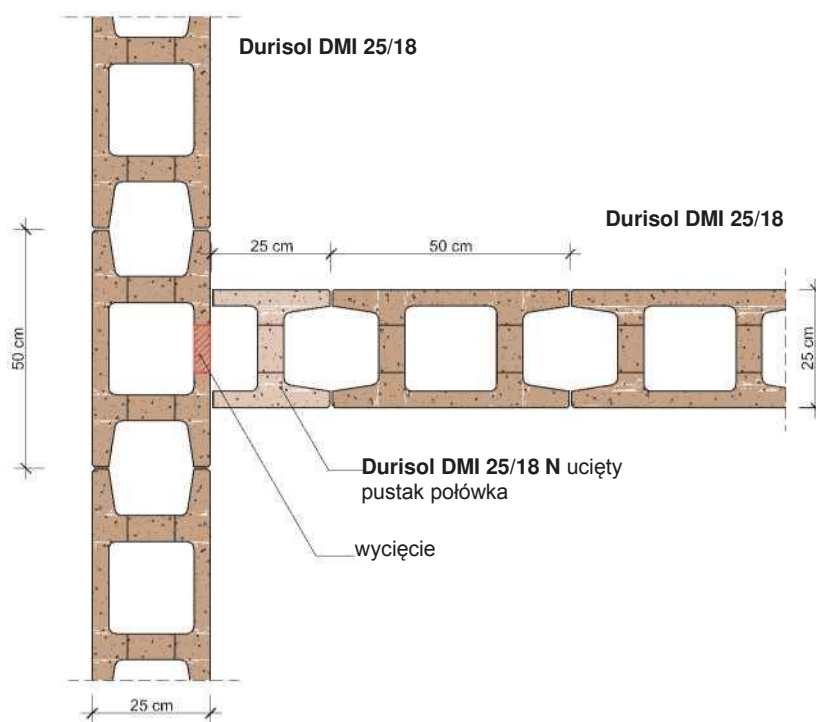 Durisol DMI 25/18
Durisol DMI 25/18
25 cm
50 cm
50 cm
25 cm
Durisol DMI 25/18 N ucięty
pustak połówka
wycięcie
25 cm